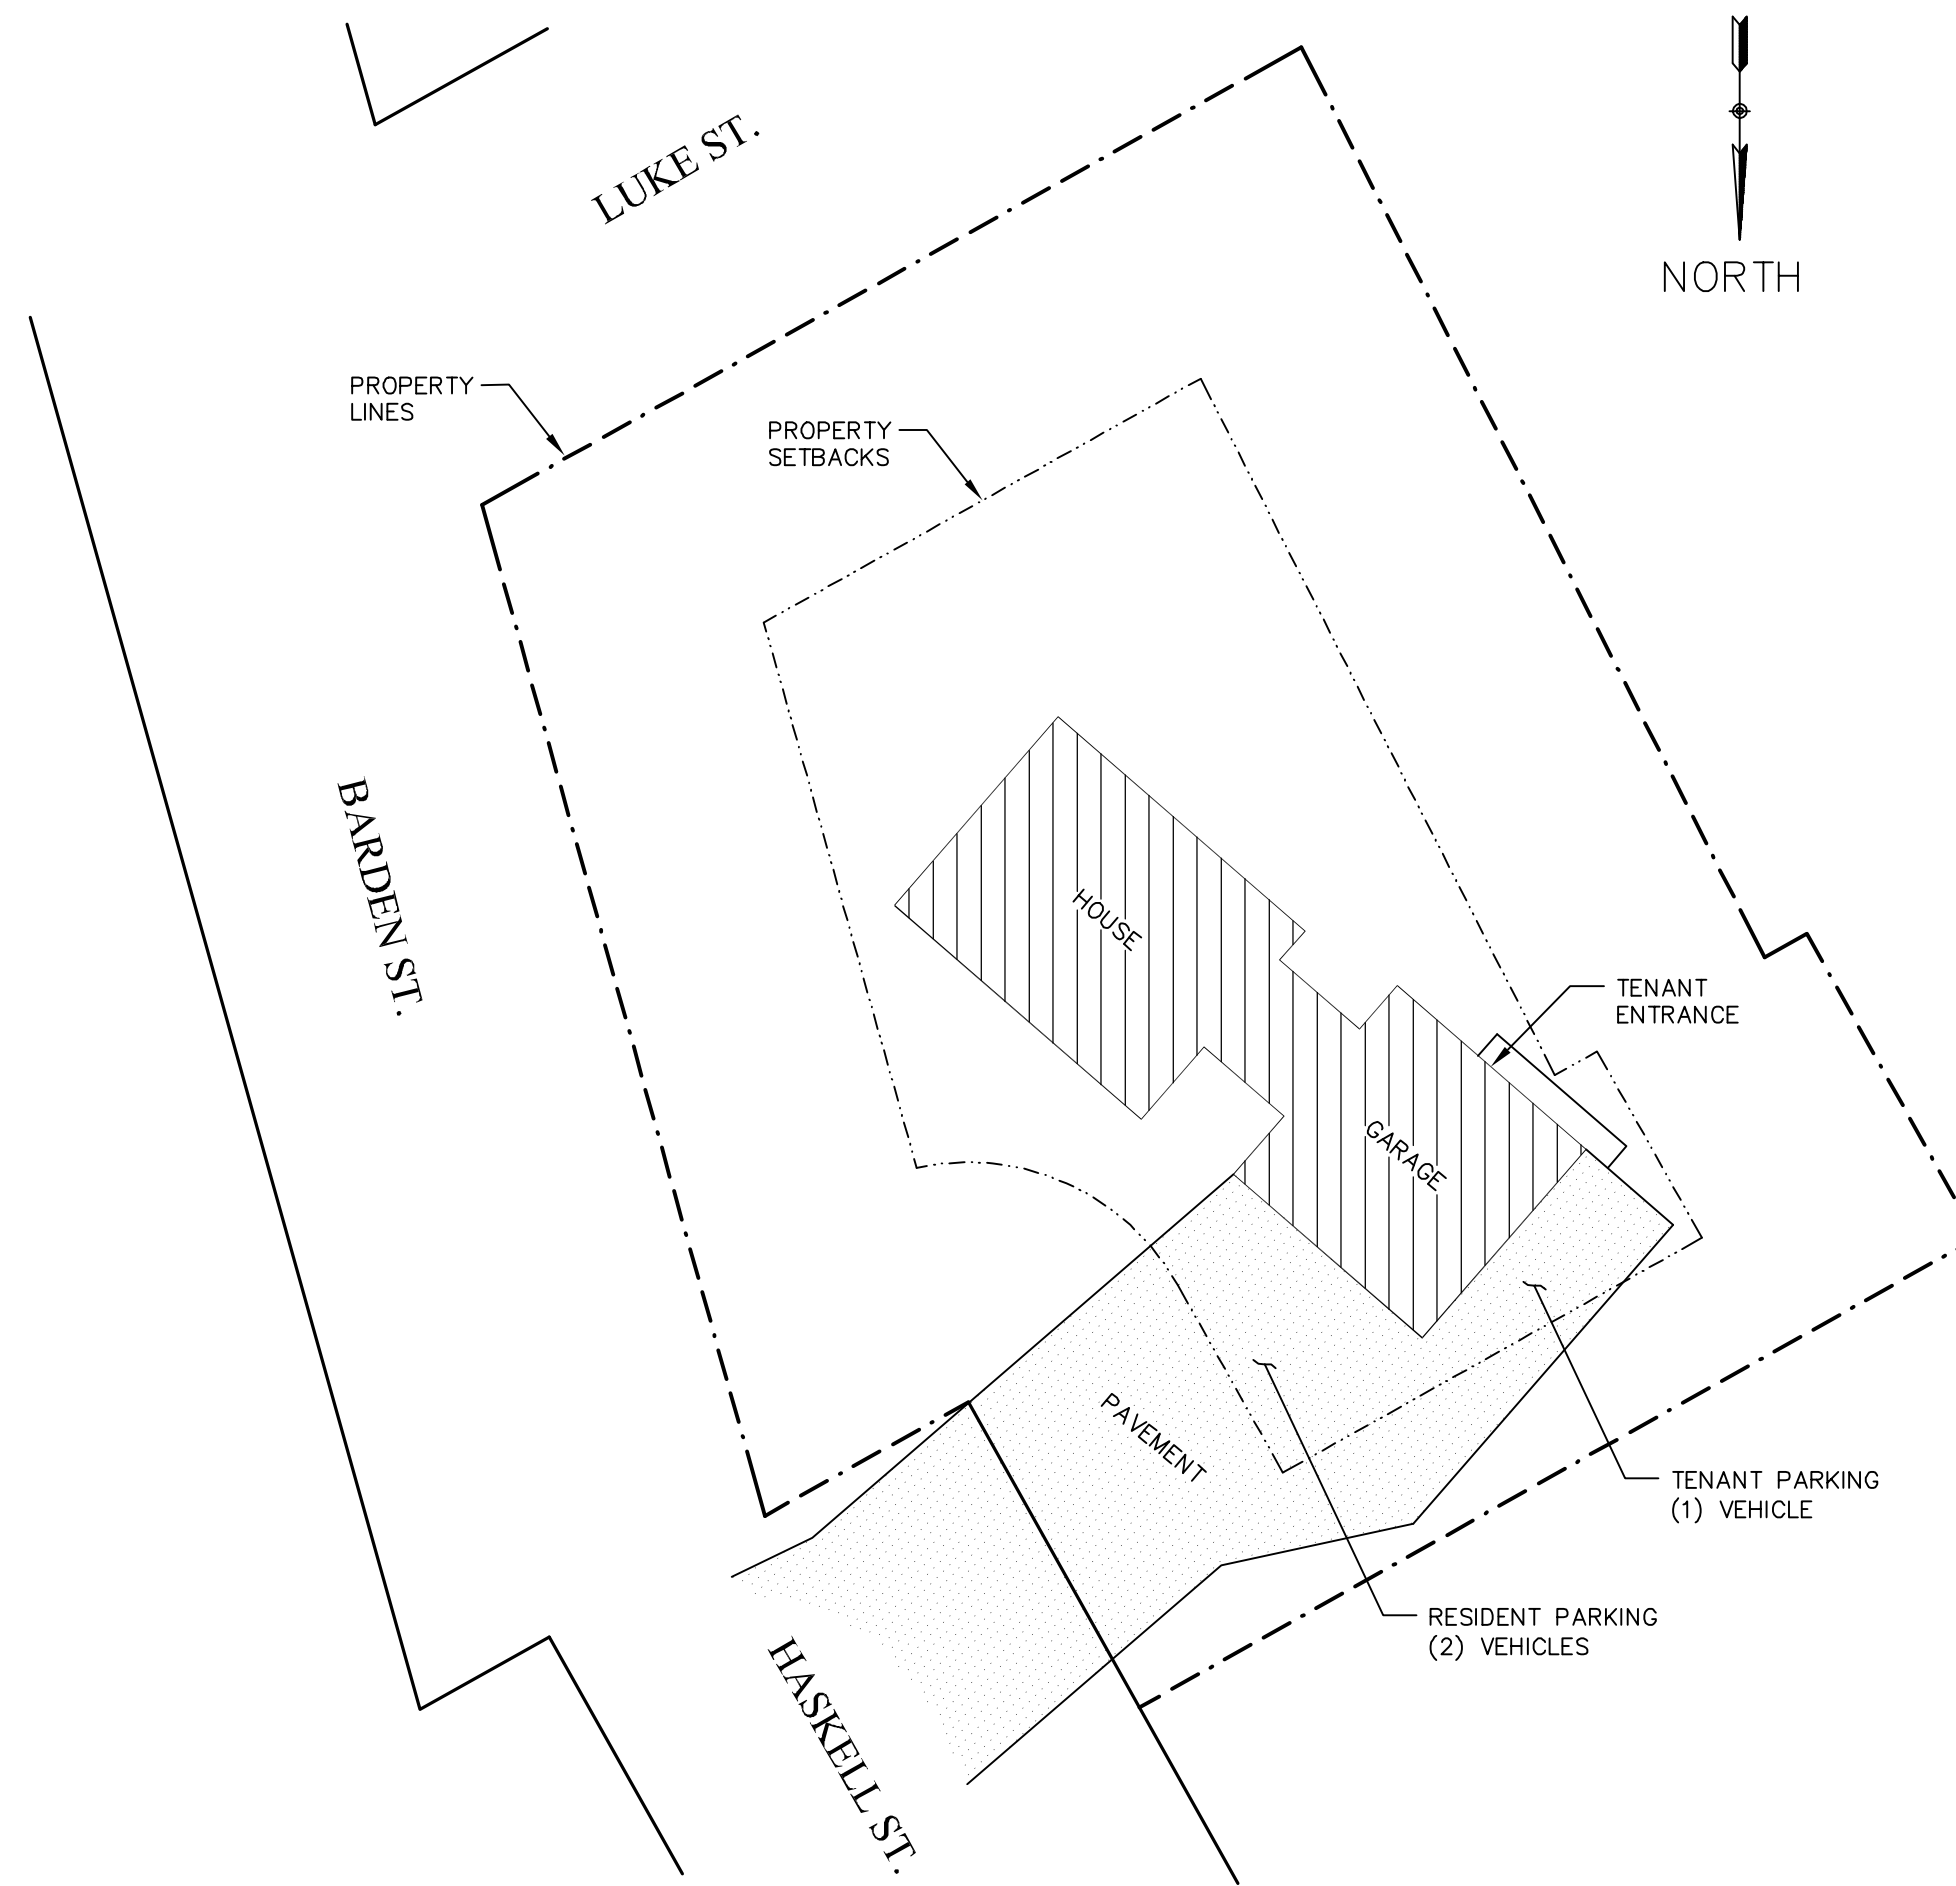 LUKE ST.
NORTH
PROPERTY
LINES
PROPERTY
SETBACKS
BARDEN ST.
HOUSE
TENANT
ENTRANCE
GARAGE
PAVEMENT
TENANT PARKING
(1) VEHICLE
RESIDENT PARKING
(2) VEHICLES
HASKELL ST.